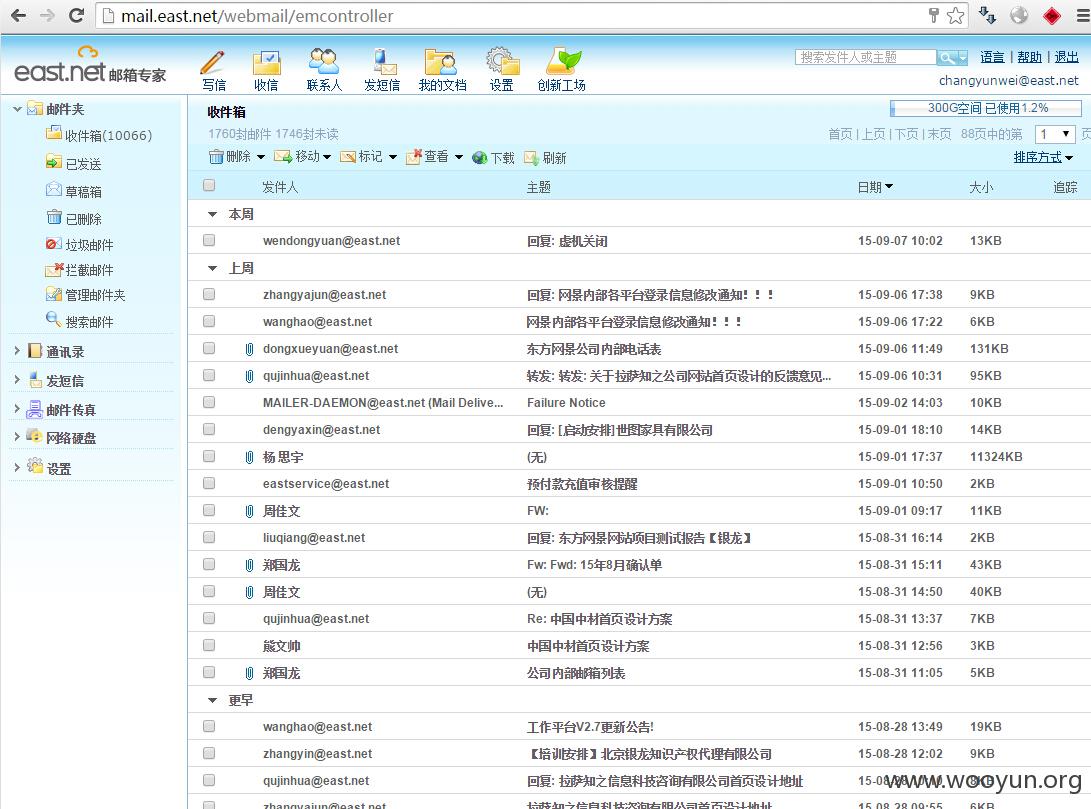 mail.east.net/webmail/emcontroller
east.net 邮箱专家
写信 收信 联系人 发短信 我的文档 设置 创新工场
搜索发件人或主题
语言 | 帮助 | 退出
changyunwei@east.net
邮件夹
收件箱(10066)
已发送
草稿箱
已删除
垃圾邮件
拦截邮件
管理邮件夹
搜索邮件
通讯录
发短信
邮件传真
网络硬盘
设置
收件箱
300G空间 已使用1.2%
1760封邮件 1746封未读
首页 | 上页 | 下页 | 末页 88页中的第 1 页
删除 移动 标记 查看 下载 刷新
排序方式
发件人 主题 日期 大小 追踪
本周
wendongyuan@east.net 回复: 虚机关闭 15-09-07 10:02 13KB
上周
zhangyajun@east.net 回复: 网景内部各平台登录信息修改通知！！！ 15-09-06 17:38 9KB
wanghao@east.net 网景内部各平台登录信息修改通知！！！ 15-09-06 17:22 6KB
dongxueyuan@east.net 东方网景公司内部电话表 15-09-06 11:49 131KB
qujinhua@east.net 转发: 转发: 关于拉萨知之公司网站首页设计的反馈意见... 15-09-06 10:31 95KB
MAILER-DAEMON@east.net (Mail Delive... Failure Notice 15-09-02 14:03 10KB
dengyaxin@east.net 回复: [启动安排]世图家具有限公司 15-09-01 18:10 14KB
杨 思宇 (无) 15-09-01 17:37 11324KB
eastservice@east.net 预付款充值审核提醒 15-09-01 10:50 2KB
周佳文 FW: 15-09-01 09:17 11KB
liuqiang@east.net 回复: 东方网景网站项目测试报告【银龙】 15-08-31 16:14 2KB
郑国龙 Fw: Fwd: 15年8月确认单 15-08-31 15:11 43KB
周佳文 (无) 15-08-31 14:50 40KB
qujinhua@east.net Re: 中国中材首页设计方案 15-08-31 13:37 7KB
熊文帅 中国中材首页设计方案 15-08-31 12:56 3KB
郑国龙 公司内部邮箱列表 15-08-31 11:05 5KB
更早
wanghao@east.net 工作平台V2.7更新公告! 15-08-28 13:49 19KB
zhangyin@east.net 【培训安排】北京银龙知识产权代理有限公司 15-08-28 12:02 9KB
qujinhua@east.net 回复: 拉萨知之信息科技咨询有限公司首页设计地址 15-08-28
www.wooyun.org
zhangyajun@east.net 拉萨知之信息科技咨询有限公司首页设计地址 15-08-28 09:55 6KB